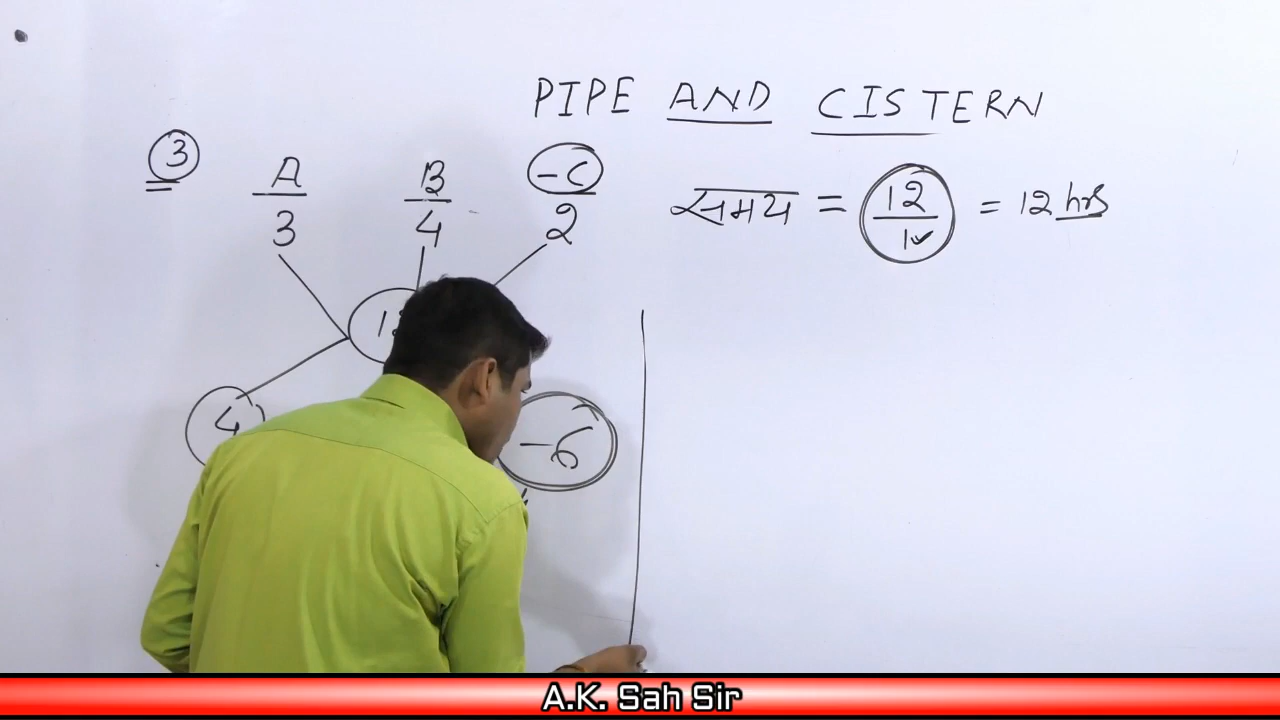 PIPE AND CISTERN
3 A B -C
3 4 2
समय = 12/1 = 12 hrs
4 -6
A.K. Sah Sir